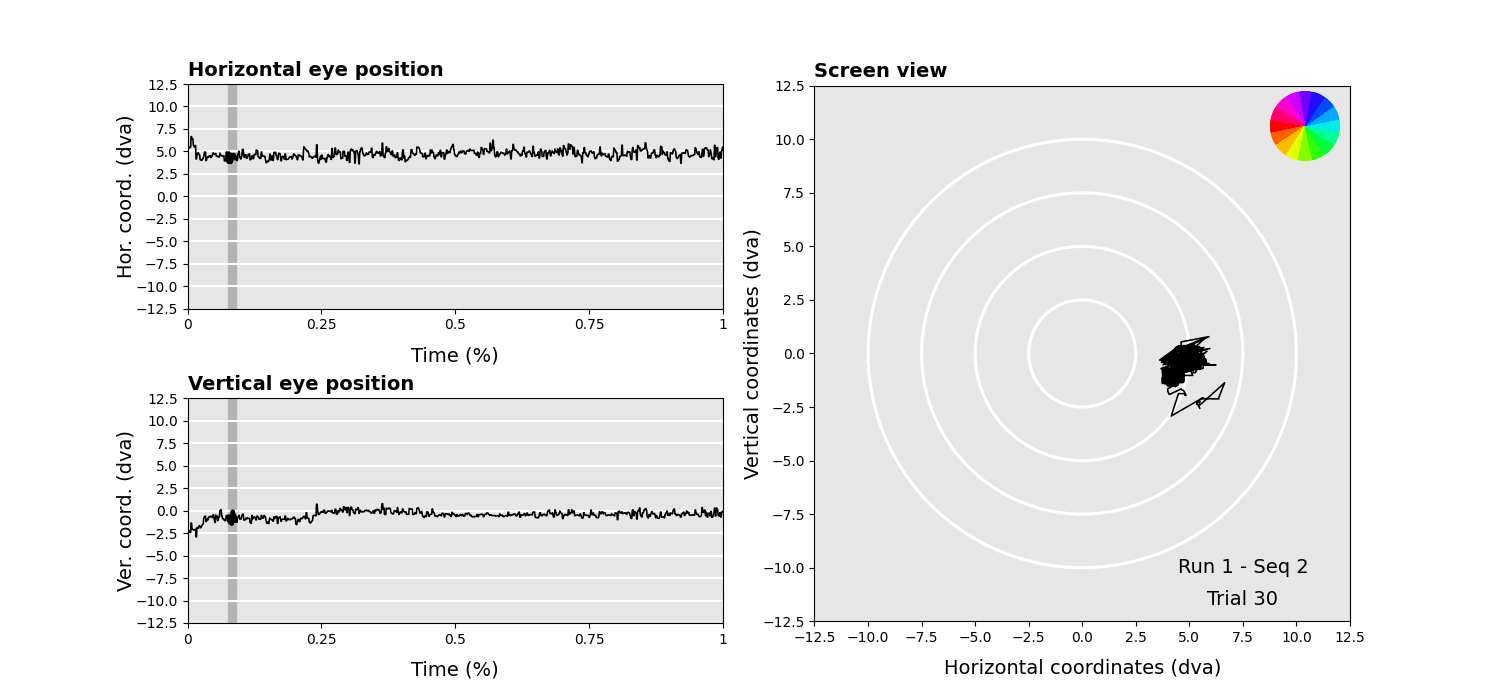 Horizontal eye position
Hor. coord. (dva)
12.5
10.0
7.5
5.0
2.5
0.0
−2.5
−5.0
−7.5
−10.0
−12.5
0 0.25 0.5 0.75 1
Time (%)
Vertical eye position
Ver. coord. (dva)
12.5
10.0
7.5
5.0
2.5
0.0
−2.5
−5.0
−7.5
−10.0
−12.5
0 0.25 0.5 0.75 1
Time (%)
Screen view
Vertical coordinates (dva)
12.5
10.0
7.5
5.0
2.5
0.0
−2.5
−5.0
−7.5
−10.0
−12.5
Run 1 - Seq 2
Trial 30
−12.5 −10.0 −7.5 −5.0 −2.5 0.0 2.5 5.0 7.5 10.0 12.5
Horizontal coordinates (dva)